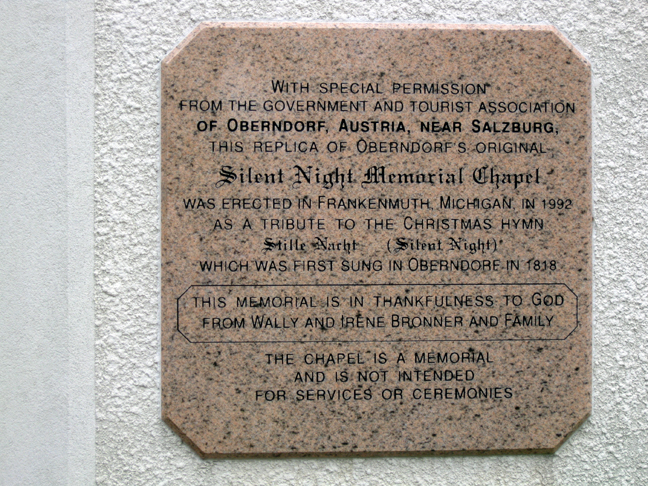 WITH SPECIAL PERMISSION
FROM THE GOVERNMENT AND TOURIST ASSOCIATION
OF OBERNDORF, AUSTRIA, NEAR SALZBURG,
THIS REPLICA OF OBERNDORF'S ORIGINAL
Silent Night Memorial Chapel
WAS ERECTED IN FRANKENMUTH, MICHIGAN, IN 1992
AS A TRIBUTE TO THE CHRISTMAS HYMN
Stille Nacht (Silent Night)
WHICH WAS FIRST SUNG IN OBERNDORF IN 1818
THIS MEMORIAL IS IN THANKFULNESS TO GOD
FROM WALLY AND IRENE BRONNER AND FAMILY
THE CHAPEL IS A MEMORIAL
AND IS NOT INTENDED
FOR SERVICES OR CEREMONIES